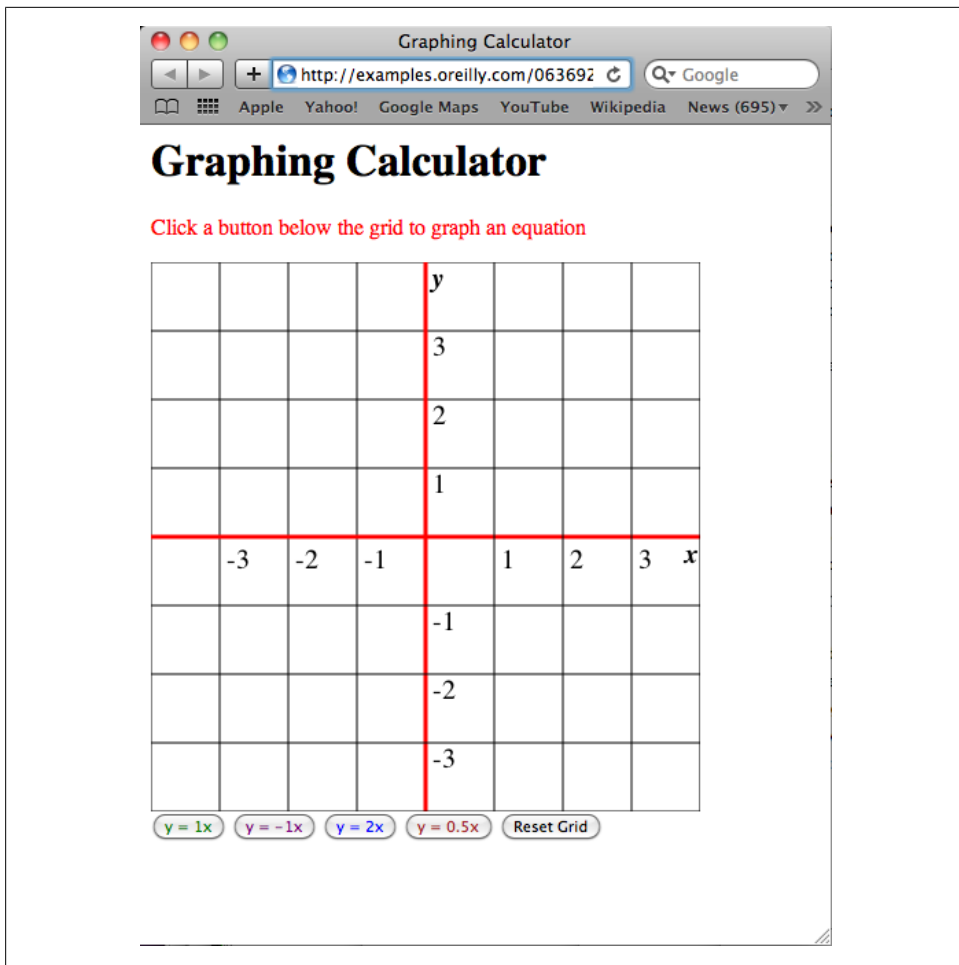 Graphing Calculator
http://examples.oreilly.com/063692
Google
Apple Yahoo! Google Maps YouTube Wikipedia News (695)
Graphing Calculator
Click a button below the grid to graph an equation
y
3
2
1
-3 -2 -1 1 2 3 x
-1
-2
-3
y = 1x y = -1x y = 2x y = 0.5x Reset Grid